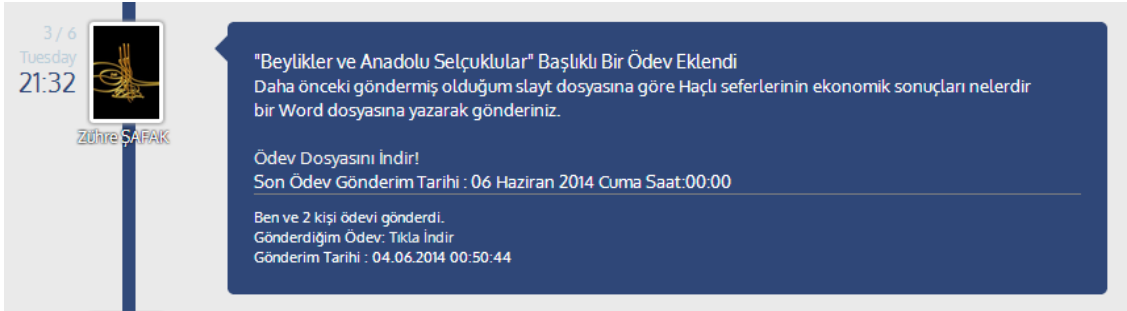 3 / 6
Tuesday
21:32
Zühre ŞAFAK
"Beylikler ve Anadolu Selçuklular" Başlıklı Bir Ödev Eklendi
Daha önceki göndermiş olduğum slayt dosyasına göre Haçlı seferlerinin ekonomik sonuçları nelerdir
bir Word dosyasına yazarak gönderiniz.
Ödev Dosyasını İndir!
Son Ödev Gönderim Tarihi : 06 Haziran 2014 Cuma Saat:00:00
Ben ve 2 kişi ödevi gönderdi.
Gönderdiğim Ödev: Tıkla İndir
Gönderim Tarihi : 04.06.2014 00:50:44